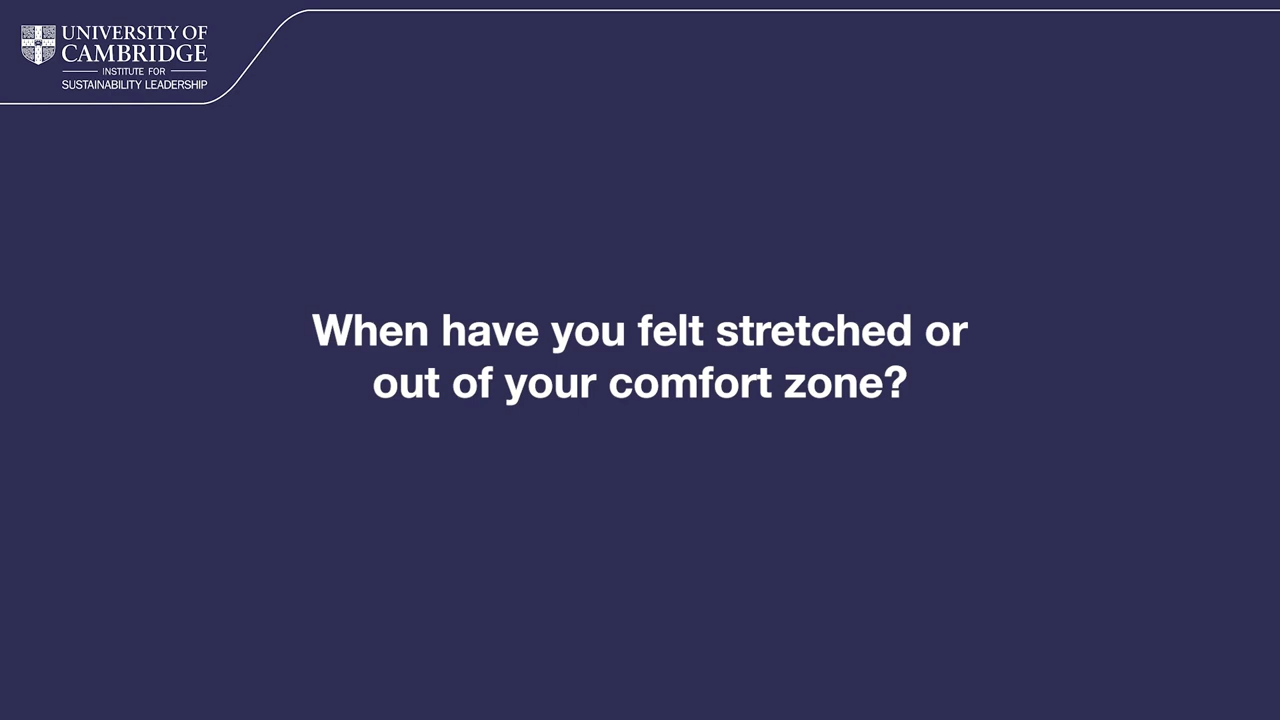 UNIVERSITY OF
CAMBRIDGE
INSTITUTE FOR
SUSTAINABILITY LEADERSHIP
When have you felt stretched or
out of your comfort zone?